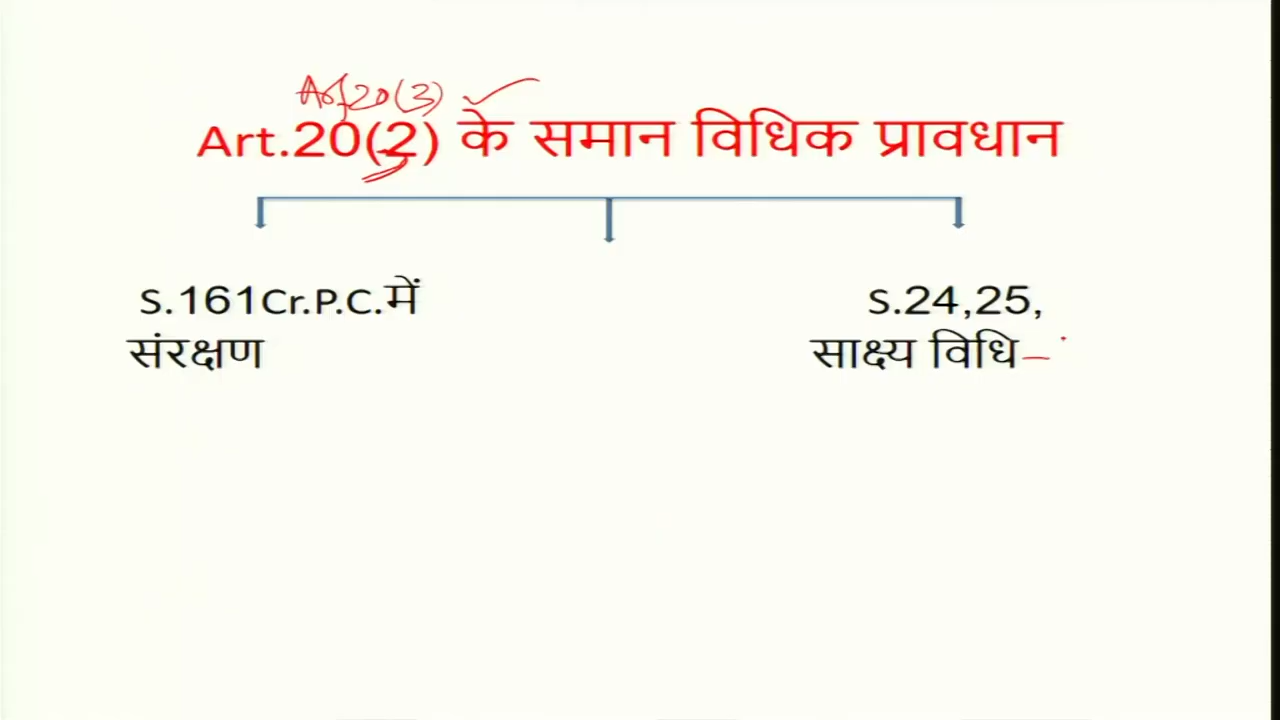 Art 20(3)
Art.20(2) के समान विधिक प्रावधान
S.161Cr.P.C.में
संरक्षण
S.24,25,
साक्ष्य विधि